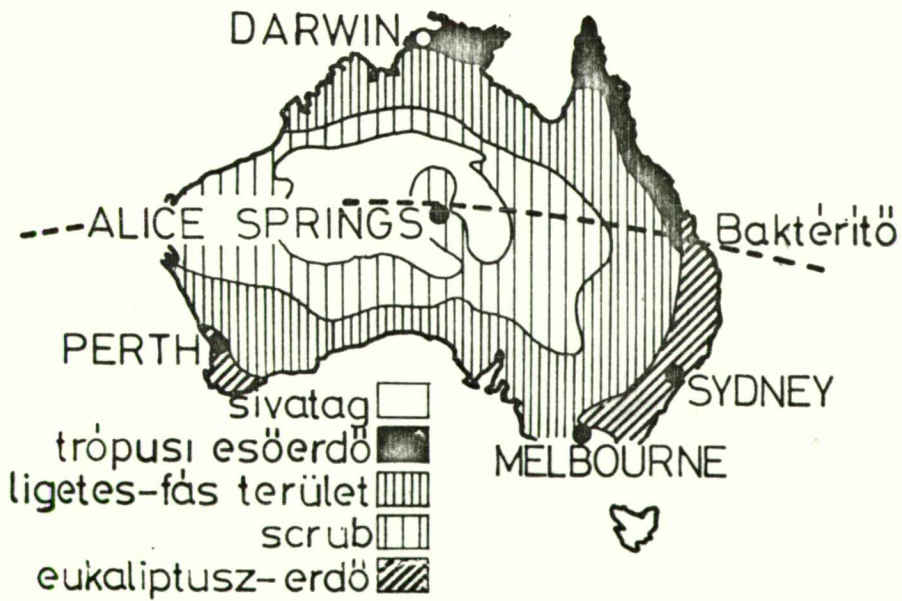 DARWIN
ALICE SPRINGS
Baktérítő
PERTH
SYDNEY
MELBOURNE
sivatag
trópusi esőerdő
ligetes-fás terület
scrub
eukaliptusz-erdő